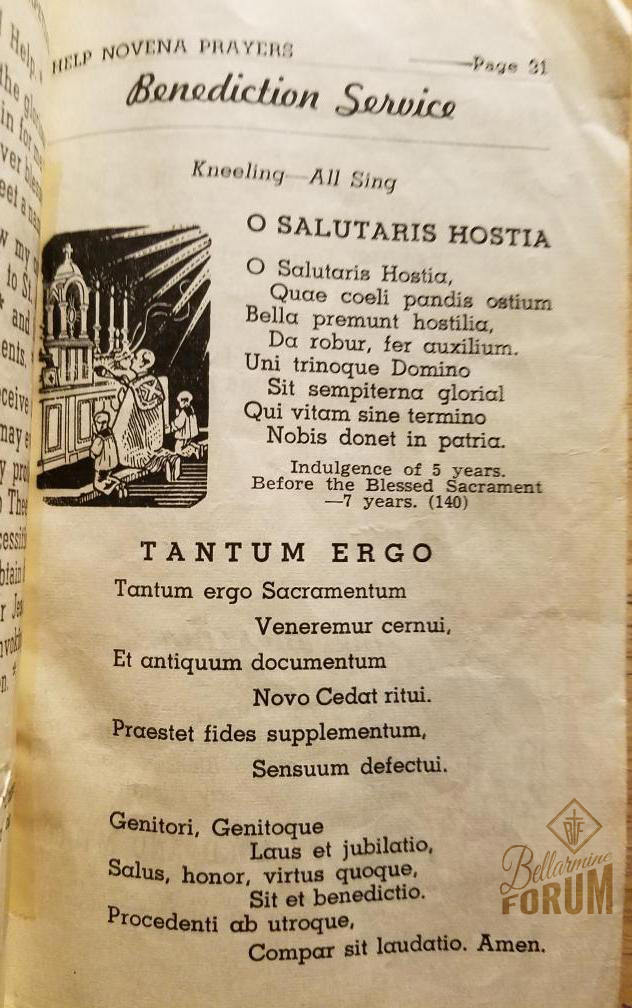 HELP NOVENA PRAYERS
Page 31
Benediction Service
Kneeling—All Sing
O SALUTARIS HOSTIA
O Salutaris Hostia,
Quae coeli pandis ostium
Bella premunt hostilia,
Da robur, fer auxilium.
Uni trinoque Domino
Sit sempiterna glorial
Qui vitam sine termino
Nobis donet in patria.
Indulgence of 5 years.
Before the Blessed Sacrament
—7 years. (140)
TANTUM ERGO
Tantum ergo Sacramentum
Veneremur cernui,
Et antiquum documentum
Novo Cedat ritui.
Praestet fides supplementum,
Sensuum defectui.
Genitori, Genitoque
Laus et jubilatio,
Salus, honor, virtus quoque,
Sit et benedictio.
Procedenti ab utroque,
Compar sit laudatio. Amen.
Bellarmine
FORUM